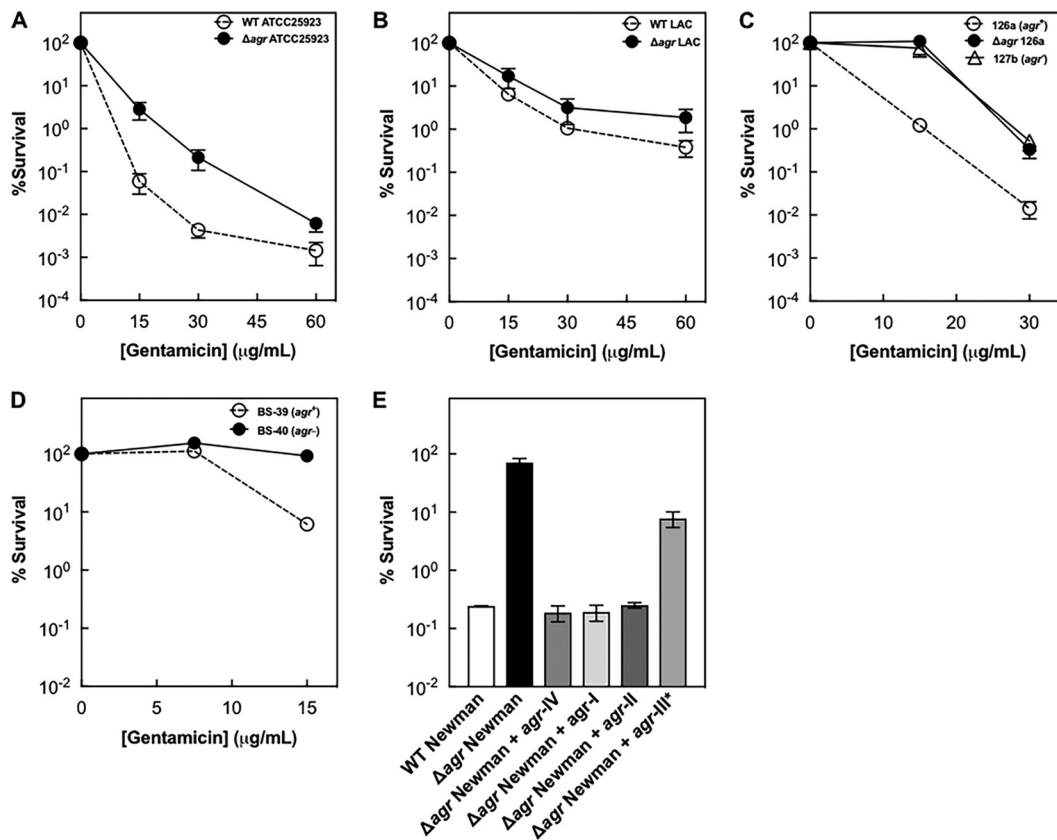 A
WT ATCC25923
Δagr ATCC25923
%Survival
10²
10¹
10⁰
10⁻¹
10⁻²
10⁻³
10⁻⁴
0 15 30 45 60
[Gentamicin] (μg/mL)
B
WT LAC
Δagr LAC
% Survival
10²
10¹
10⁰
10⁻¹
10⁻²
10⁻³
10⁻⁴
0 15 30 45 60
[Gentamicin] (μg/mL)
C
126a (agr⁺)
Δagr 126a
127b (agr⁻)
% Survival
10²
10¹
10⁰
10⁻¹
10⁻²
10⁻³
10⁻⁴
0 10 20 30
[Gentamicin] (μg/mL)
D
BS-39 (agr⁺)
BS-40 (agr-)
% Survival
10²
10¹
10⁰
10⁻¹
10⁻²
0 5 10 15
[Gentamicin] (μg/mL)
E
% Survival
10²
10¹
10⁰
10⁻¹
10⁻²
WT Newman
Δagr Newman
Δagr Newman + agr-IV
Δagr Newman + agr-I
Δagr Newman + agr-II
Δagr Newman + agr-III*